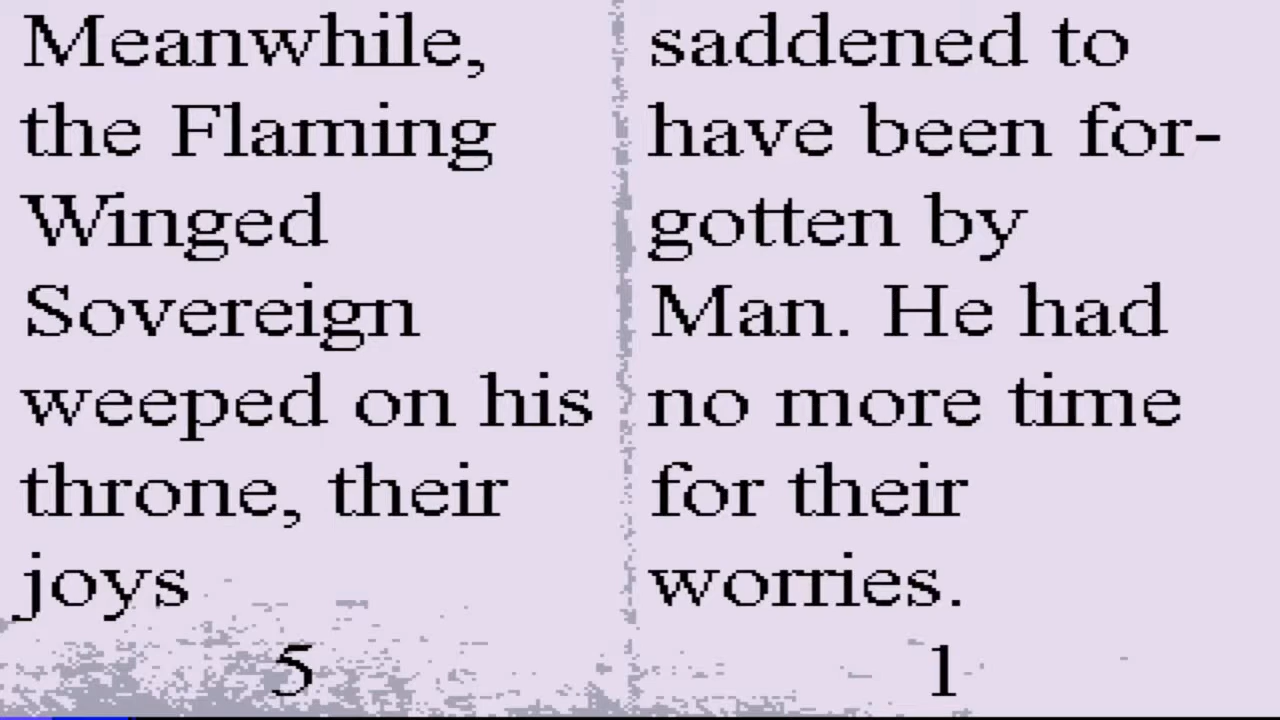 Meanwhile,
the Flaming
Winged
Sovereign
weeped on his
throne, their
joys
5
saddened to
have been for-
gotten by
Man. He had
no more time
for their
worries.
1